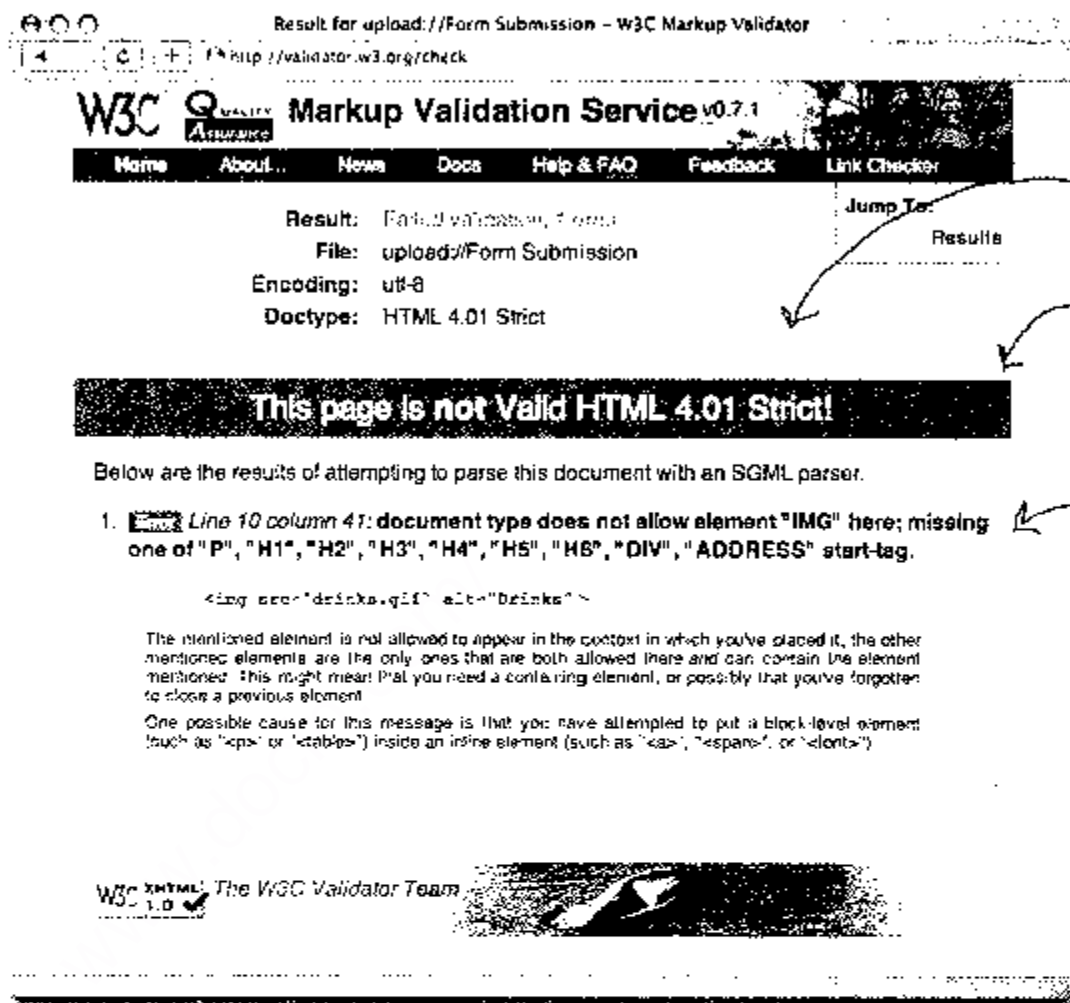 Result for upload://Form Submission – W3C Markup Validator
http://validator.w3.org/check
W3C QUALITY ASSURANCE Markup Validation Service v0.7.1
Home About... News Docs Help & FAQ Feedback Link Checker
Jump To:
Results
Result: Failed validation, 1 error
File: upload://Form Submission
Encoding: utf-8
Doctype: HTML 4.01 Strict
This page is not Valid HTML 4.01 Strict!
Below are the results of attempting to parse this document with an SGML parser.
1. Error Line 10 column 41: document type does not allow element "IMG" here; missing
one of "P", "H1", "H2", "H3", "H4", "H5", "H6", "DIV", "ADDRESS" start-tag.
<img src="drinks.gif" alt="Drinks">
The mentioned element is not allowed to appear in the context in which you've placed it, the other
mentioned elements are the only ones that are both allowed there and can contain the element
mentioned. This might mean that you need a containing element, or possibly that you've forgotten
to close a previous element
One possible cause for this message is that you have attempted to put a block-level element
(such as "<p>" or "<table>") inside an inline element (such as "<a>", "<span>", or "<font>")
W3C XHTML 1.0 The W3C Validator Team